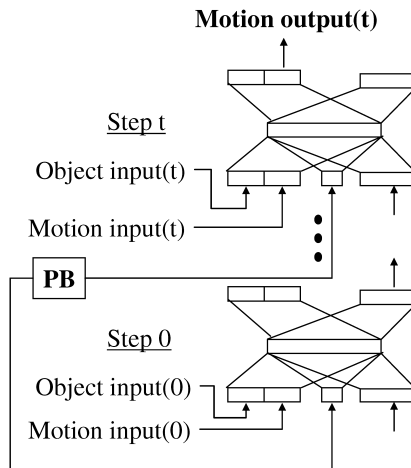 Motion output(t)
Step t
Object input(t)
Motion input(t)
PB
Step 0
Object input(0)
Motion input(0)